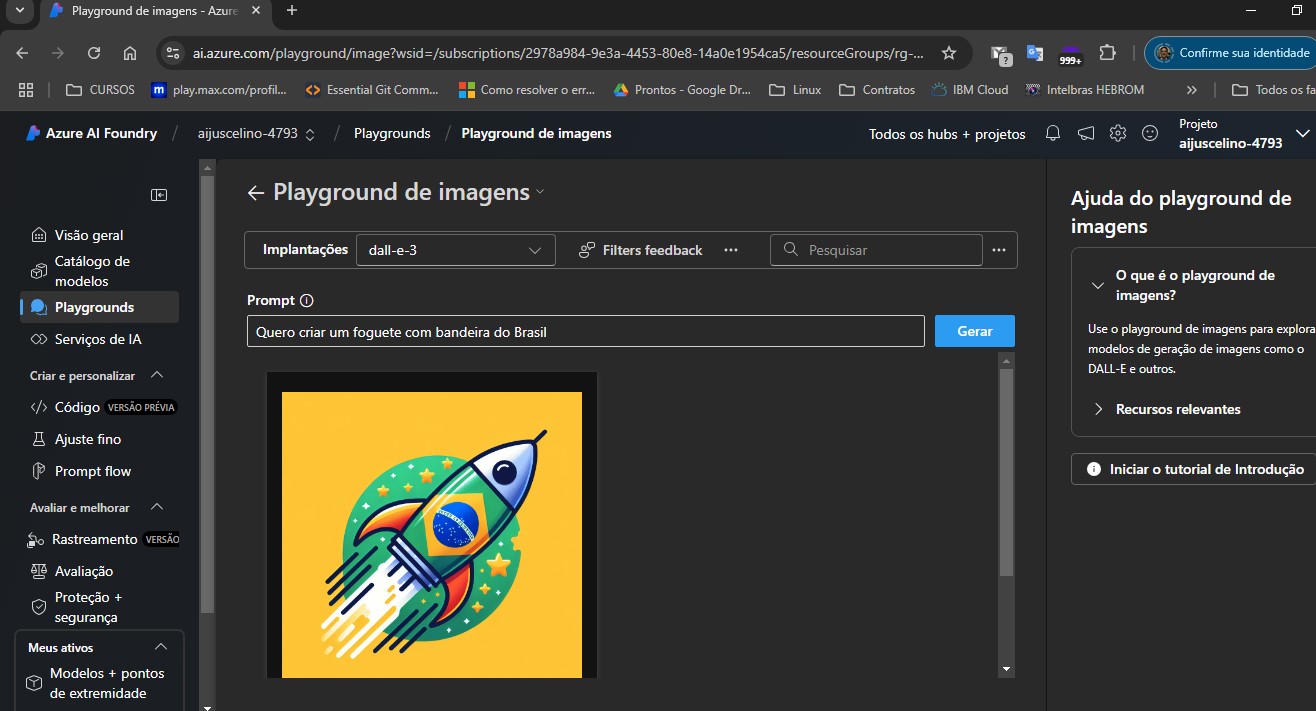 Playground de imagens - Azure
ai.azure.com/playground/image?wsid=/subscriptions/2978a984-9e3a-4453-80e8-14a0e1954ca5/resourceGroups/rg-...
?
999+
Confirme sua identidade
CURSOS
m play.max.com/profil...
Essential Git Comm...
Como resolver o err...
Prontos - Google Dr...
Linux
Contratos
IBM Cloud
Intelbras HEBROM
Todos os fa
Azure AI Foundry / aijuscelino-4793 / Playgrounds / Playground de imagens
Todos os hubs + projetos
Projeto
aijuscelino-4793
Visão geral
Catálogo de
modelos
Playgrounds
Serviços de IA
Criar e personalizar
Código VERSÃO PRÉVIA
Ajuste fino
Prompt flow
Avaliar e melhorar
Rastreamento VERSÃO
Avaliação
Proteção +
segurança
Meus ativos
Modelos + pontos
de extremidade
Playground de imagens
Implantações dall-e-3
Filters feedback
Pesquisar
Prompt
Quero criar um foguete com bandeira do Brasil
Gerar
Ajuda do playground de
imagens
O que é o playground de
imagens?
Use o playground de imagens para explora
modelos de geração de imagens como o
DALL-E e outros.
Recursos relevantes
Iniciar o tutorial de Introdução